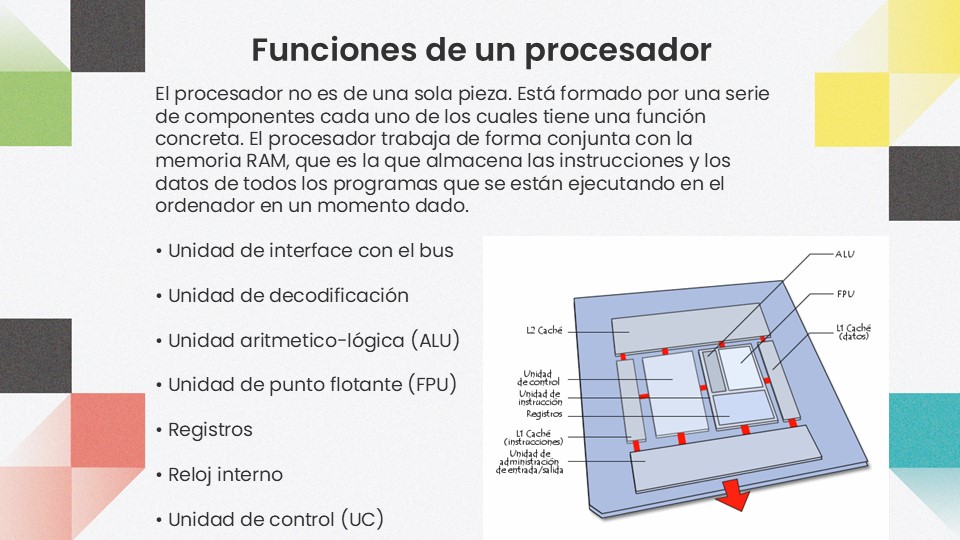 Funciones de un procesador
El procesador no es de una sola pieza. Está formado por una serie
de componentes cada uno de los cuales tiene una función
concreta. El procesador trabaja de forma conjunta con la
memoria RAM, que es la que almacena las instrucciones y los
datos de todos los programas que se están ejecutando en el
ordenador en un momento dado.
• Unidad de interface con el bus
• Unidad de decodificación
• Unidad aritmetico-lógica (ALU)
• Unidad de punto flotante (FPU)
• Registros
• Reloj interno
• Unidad de control (UC)
ALU
FPU
L1 Caché
(datos)
L2 Caché
Unidad
de control
Unidad de
instrucción
Registros
L1 Caché
(instrucciones)
Unidad de
administración
de entrada/salida